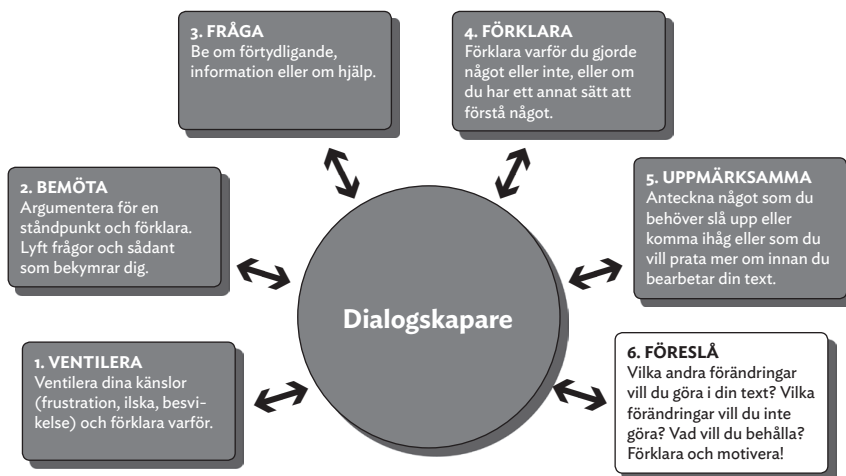 3. FRÅGA
Be om förtydligande,
information eller om hjälp.
4. FÖRKLARA
Förklara varför du gjorde
något eller inte, eller om
du har ett annat sätt att
förstå något.
2. BEMÖTA
Argumentera för en
ståndpunkt och förklara.
Lyft frågor och sådant
som bekymrar dig.
5. UPPMÄRKSAMMA
Anteckna något som du
behöver slå upp eller
komma ihåg eller som du
vill prata mer om innan du
bearbetar din text.
Dialogskapare
1. VENTILERA
Ventilera dina känslor
(frustration, ilska, besvi-
kelse) och förklara varför.
6. FÖRESLÅ
Vilka andra förändringar
vill du göra i din text? Vilka
förändringar vill du inte
göra? Vad vill du behålla?
Förklara och motivera!